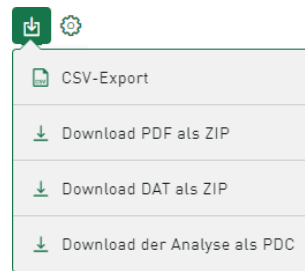 CSV-Export
Download PDF als ZIP
Download DAT als ZIP
Download der Analyse als PDC